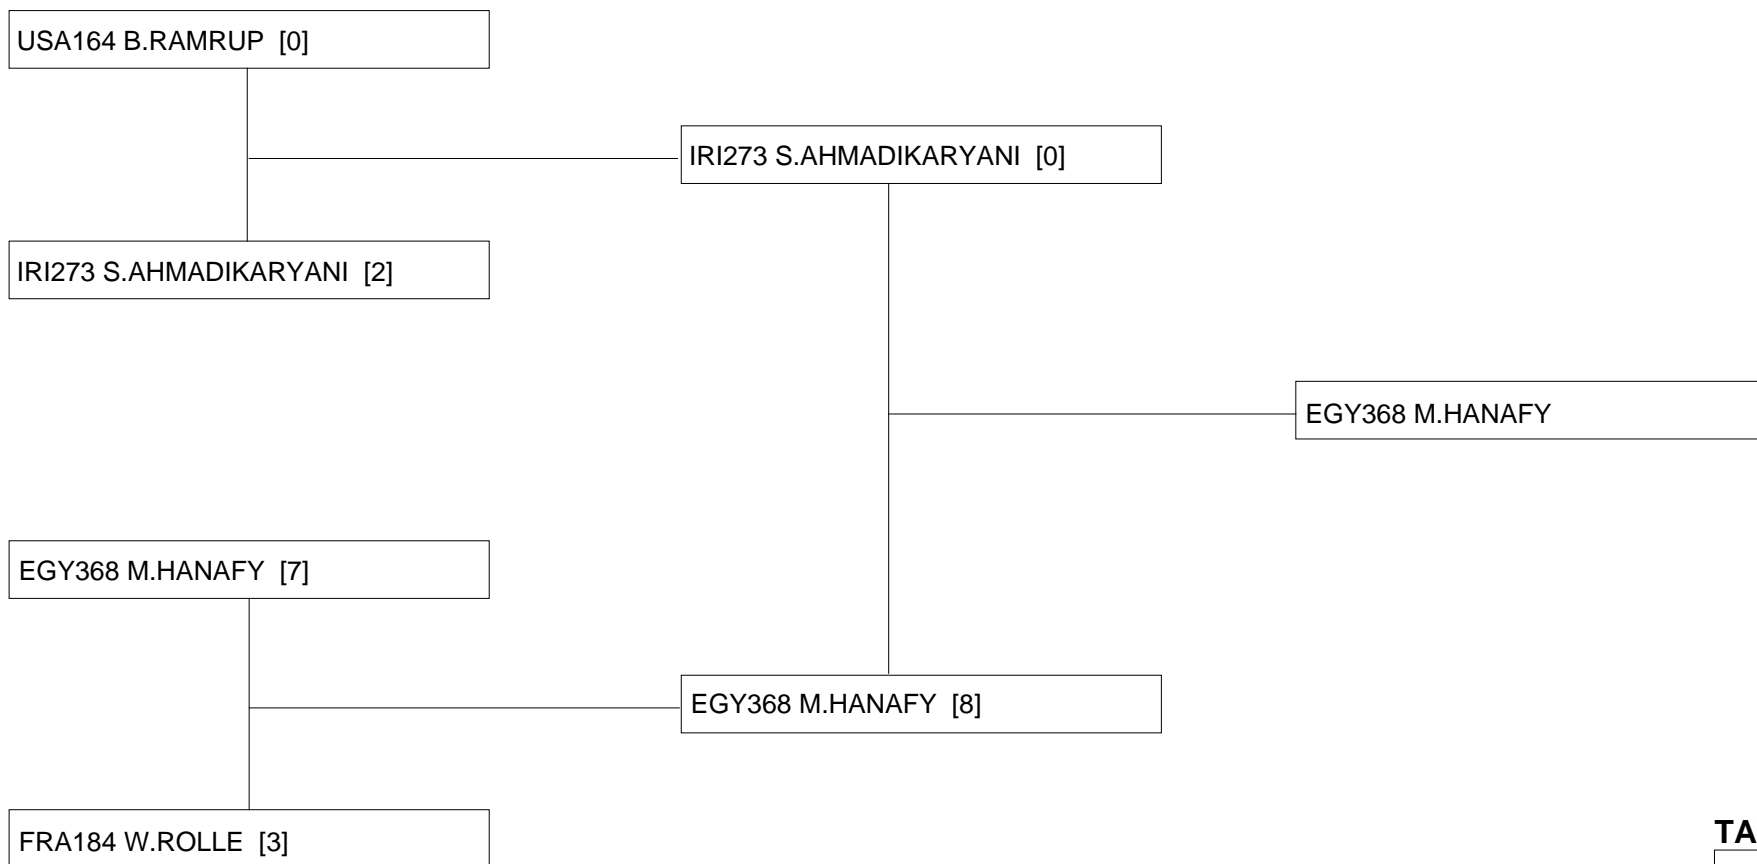 USA164 B.RAMRUP [0]
IRI273 S.AHMADIKARYANI [0]
IRI273 S.AHMADIKARYANI [2]
EGY368 M.HANAFY
EGY368 M.HANAFY [7]
EGY368 M.HANAFY [8]
FRA184 W.ROLLE [3]
TA